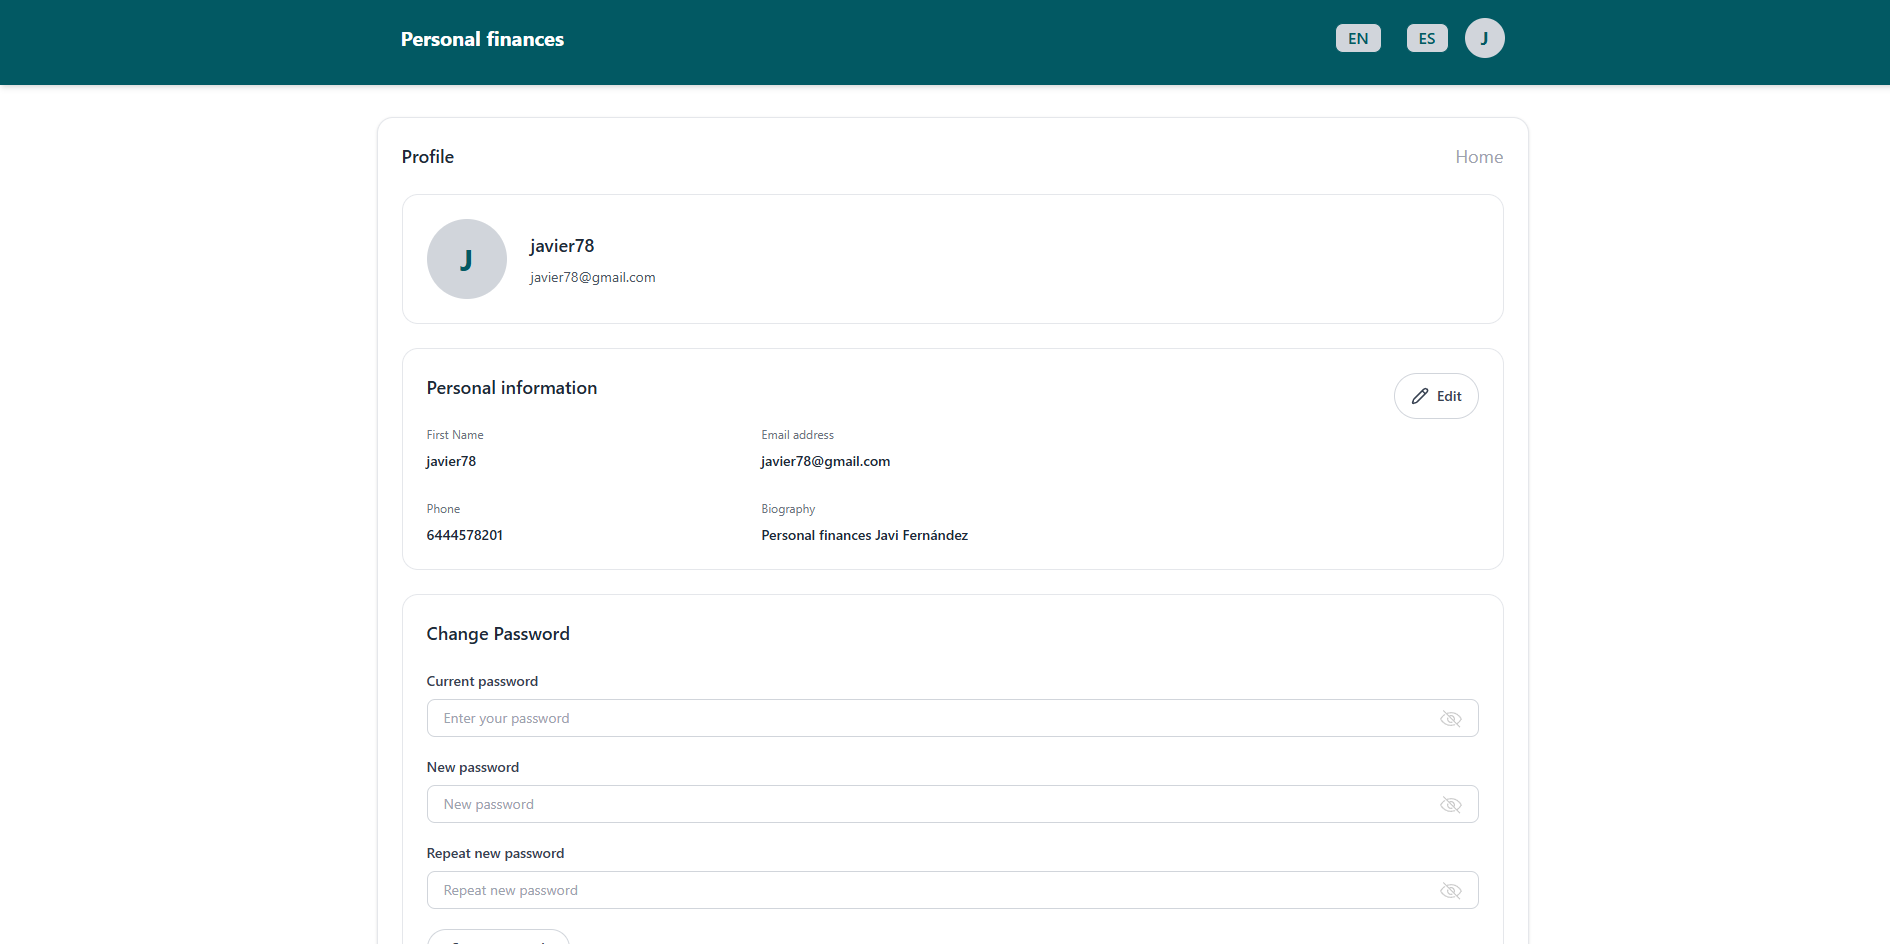 Personal finances
EN
ES
J
Profile
Home
J
javier78
javier78@gmail.com
Personal information
Edit
First Name
Email address
javier78
javier78@gmail.com
Phone
Biography
6444578201
Personal finances Javi Fernández
Change Password
Current password
Enter your password
New password
New password
Repeat new password
Repeat new password